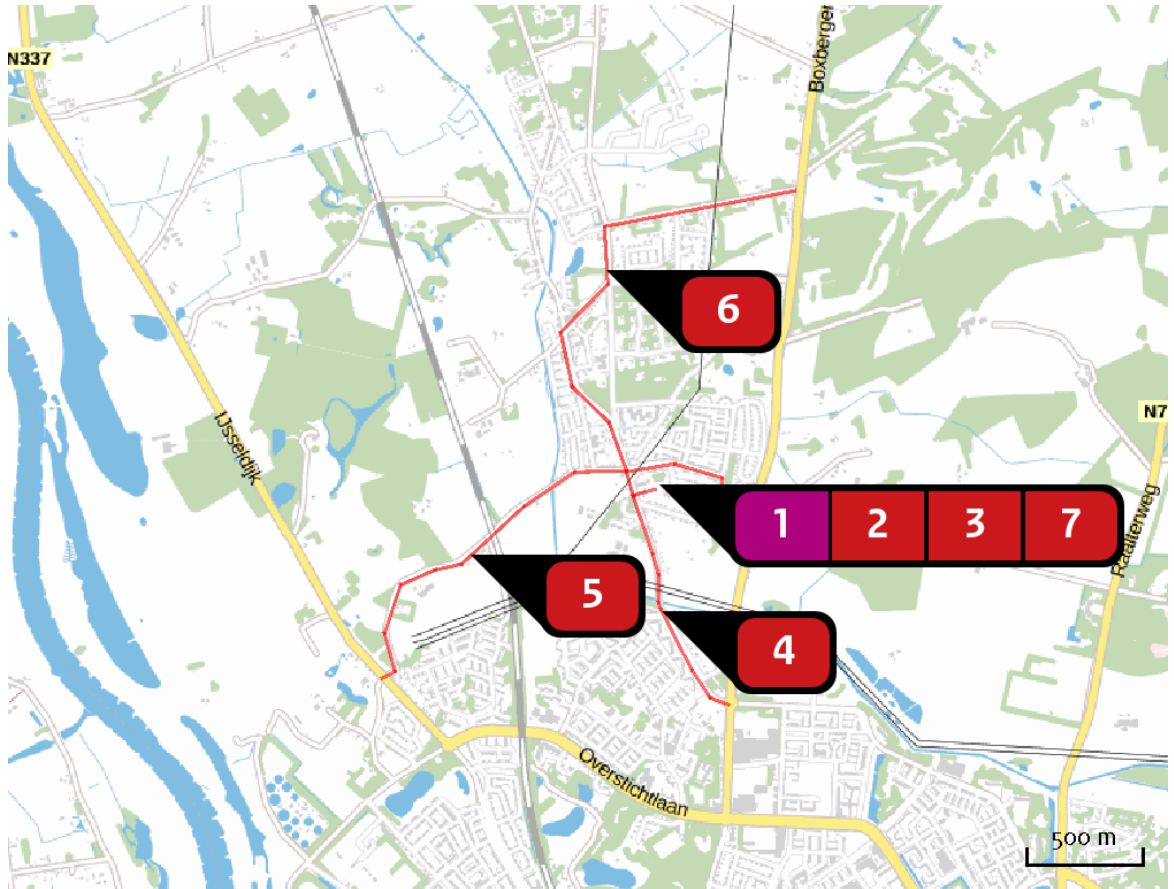 N337
Boxberger
6
IJsseldijk
N7
1 2 3 7
Raalterweg
5
4
Overstichtlaan
500 m